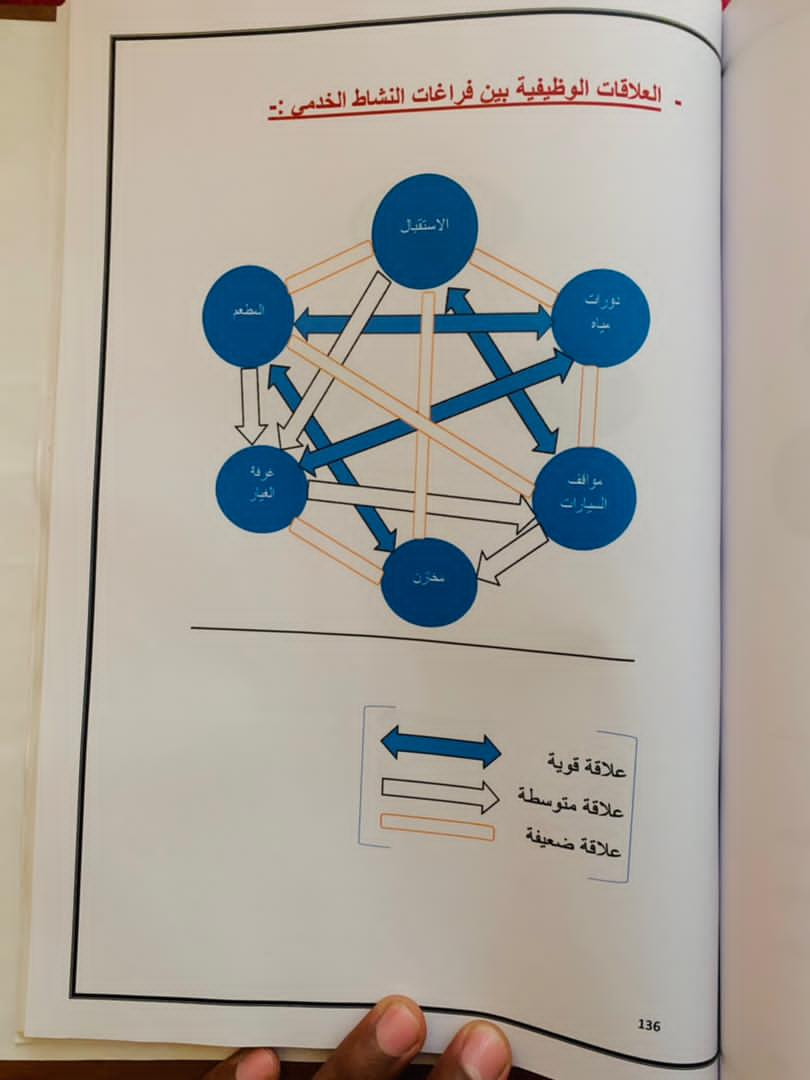 - العلاقات الوظيفية بين فراغات النشاط الخدمي :-
الاستقبال
المطعم
دورات
مياه
غرفة
الغيار
مواقف
السيارات
مخازن
علاقة قوية
علاقة متوسطة
علاقة ضعيفة
136